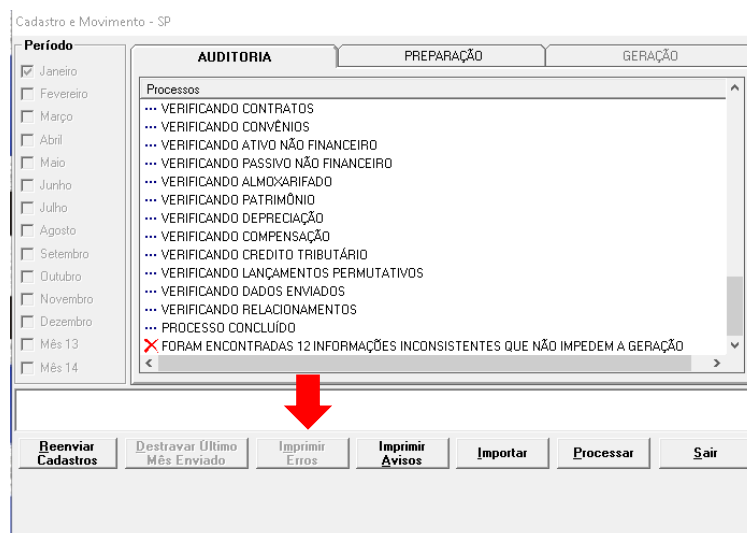 Cadastro e Movimento - SP
Período
Janeiro
Fevereiro
Março
Abril
Maio
Junho
Julho
Agosto
Setembro
Outubro
Novembro
Dezembro
Mês 13
Mês 14
AUDITORIA
PREPARAÇÃO
GERAÇÃO
Processos
... VERIFICANDO CONTRATOS
... VERIFICANDO CONVÊNIOS
... VERIFICANDO ATIVO NÃO FINANCEIRO
... VERIFICANDO PASSIVO NÃO FINANCEIRO
... VERIFICANDO ALMOXARIFADO
... VERIFICANDO PATRIMÔNIO
... VERIFICANDO DEPRECIAÇÃO
... VERIFICANDO COMPENSAÇÃO
... VERIFICANDO CREDITO TRIBUTÁRIO
... VERIFICANDO LANÇAMENTOS PERMUTATIVOS
... VERIFICANDO DADOS ENVIADOS
... VERIFICANDO RELACIONAMENTOS
... PROCESSO CONCLUÍDO
FORAM ENCONTRADAS 12 INFORMAÇÕES INCONSISTENTES QUE NÃO IMPEDEM A GERAÇÃO
Reenviar
Cadastros
Destravar Último
Mês Enviado
Imprimir
Erros
Imprimir
Avisos
Importar
Processar
Sair